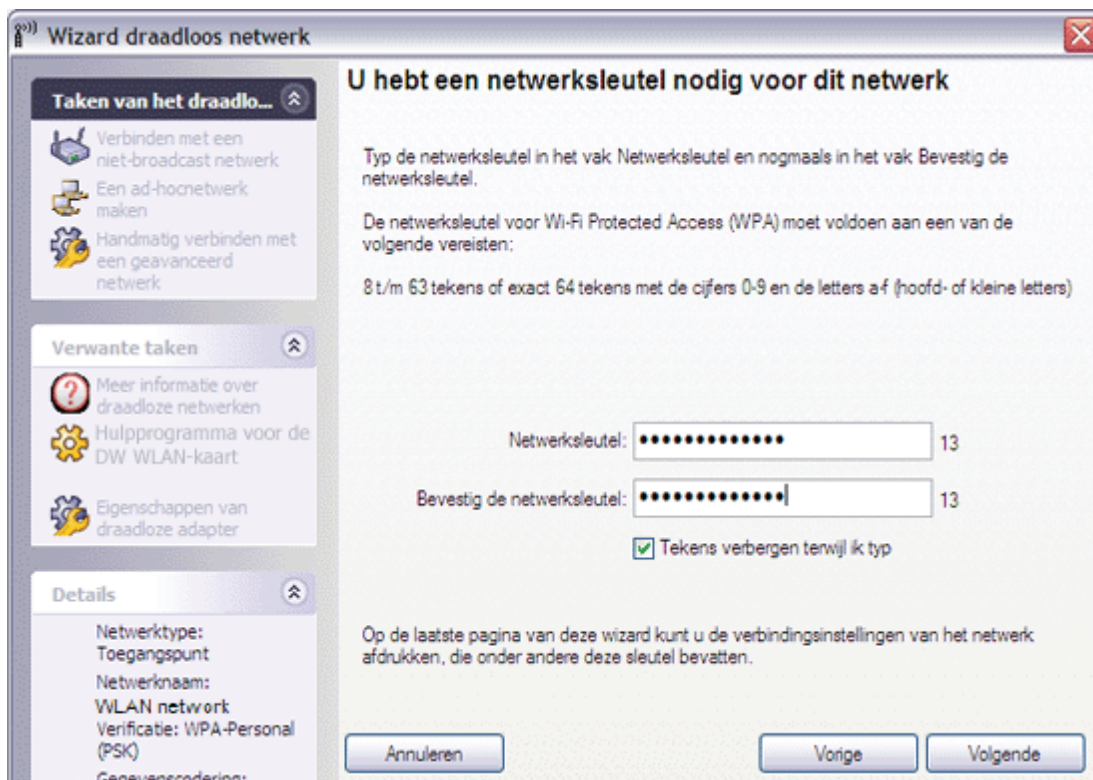 Wizard draadloos netwerk
Taken van het draadlo...
Verbinden met een
niet-broadcast netwerk
Een ad-hocnetwerk
maken
Handmatig verbinden met
een geavanceerd
netwerk
Verwante taken
Meer informatie over
draadloze netwerken
Hulpprogramma voor de
DW WLAN-kaart
Eigenschappen van
draadloze adapter
Details
Netwerktype:
Toegangspunt
Netwerknaam:
WLAN network
Verificatie: WPA-Personal
(PSK)
Gegevenscodering:
U hebt een netwerksleutel nodig voor dit netwerk
Typ de netwerksleutel in het vak Netwerksleutel en nogmaals in het vak Bevestig de
netwerksleutel.
De netwerksleutel voor Wi-Fi Protected Access (WPA) moet voldoen aan een van de
volgende vereisten:
8 t/m 63 tekens of exact 64 tekens met de cijfers 0-9 en de letters a-f (hoofd- of kleine letters)
Netwerksleutel: ••••••••••••• 13
Bevestig de netwerksleutel: ••••••••••••• 13
Tekens verbergen terwijl ik typ
Op de laatste pagina van deze wizard kunt u de verbindingsinstellingen van het netwerk
afdrukken, die onder andere deze sleutel bevatten.
Annuleren
Vorige
Volgende